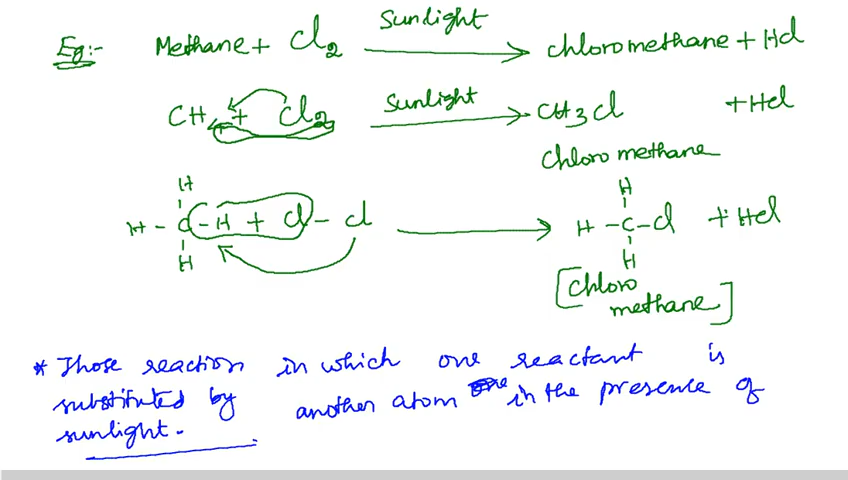 Eg:- Methane + Cl2 Sunlight chloromethane + Hcl
CH4 + Cl2 Sunlight CH3Cl + Hcl
Chloro methane
H H
H - C - H + cl - cl H - C - cl + Hcl
H H
[Chloro
methane]
* Those reaction in which one reactant is
substituted by another atom in the presence of
sunlight.